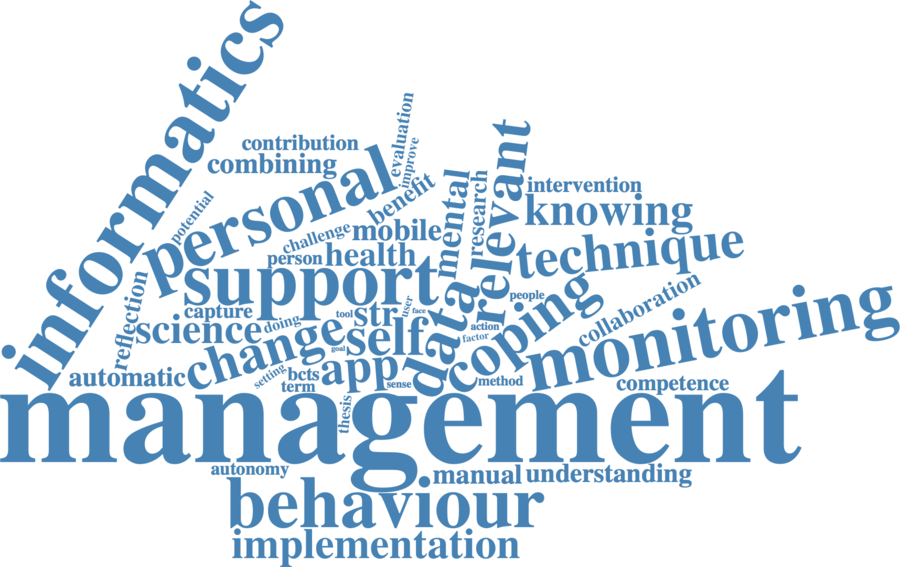 informatics
contribution
combining
evaluation
improve
personal
potential
benefit
challenge
mobile
mental
research
relevant
intervention
knowing
technique
person
health
support
reflection
capture
science
doing
tool
str
user
face
data
people
coping
collaboration
monitoring
action
factor
change
self
goal
automatic
setting
bcts
term
app
sense
method
competence
management
thesis
autonomy
manual
understanding
behaviour
implementation